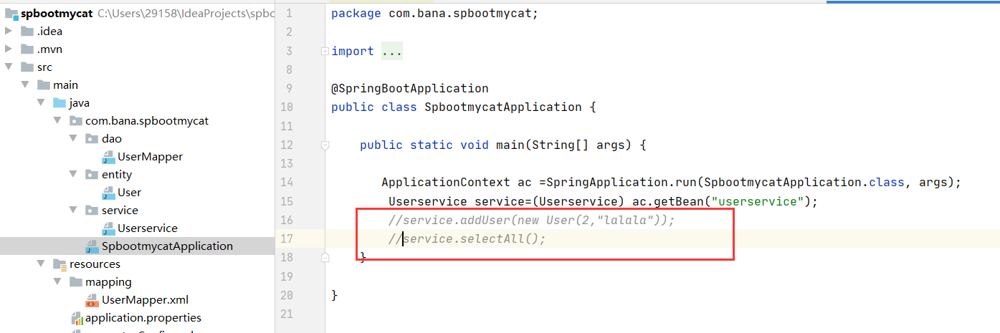 spbootmycat C:\Users\29158\IdeaProjects\spbo
.idea
.mvn
src
main
java
com.bana.spbootmycat
dao
UserMapper
entity
User
service
Userservice
SpbootmycatApplication
resources
mapping
UserMapper.xml
application.properties
1 package com.bana.spbootmycat;
2
3 import ...
8
9 @SpringBootApplication
10 public class SpbootmycatApplication {
11
12 public static void main(String[] args) {
13
14 ApplicationContext ac =SpringApplication.run(SpbootmycatApplication.class, args);
15 Userservice service=(Userservice) ac.getBean("userservice");
16 //service.addUser(new User(2,"lalala"));
17 //service.selectAll();
18 }
19
20 }
21